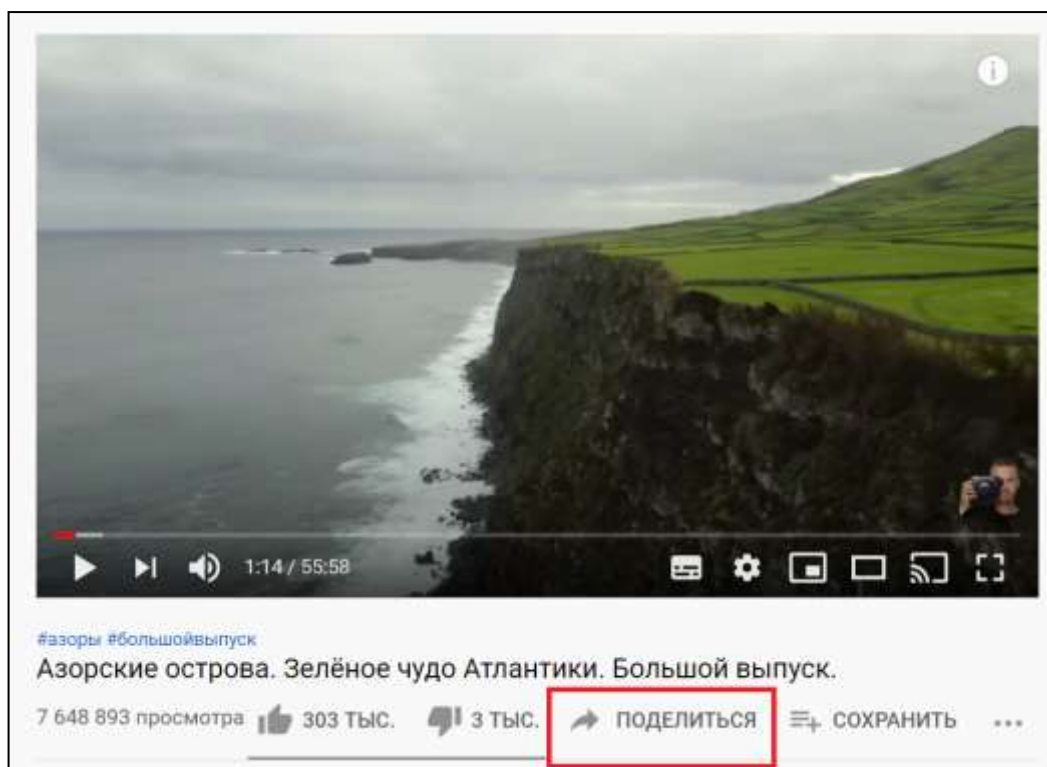 1:14 / 55:58
#азоры #большойвыпуск
Азорские острова. Зелёное чудо Атлантики. Большой выпуск.
7 648 893 просмотра 303 ТЫС. 3 ТЫС. ПОДЕЛИТЬСЯ СОХРАНИТЬ ...